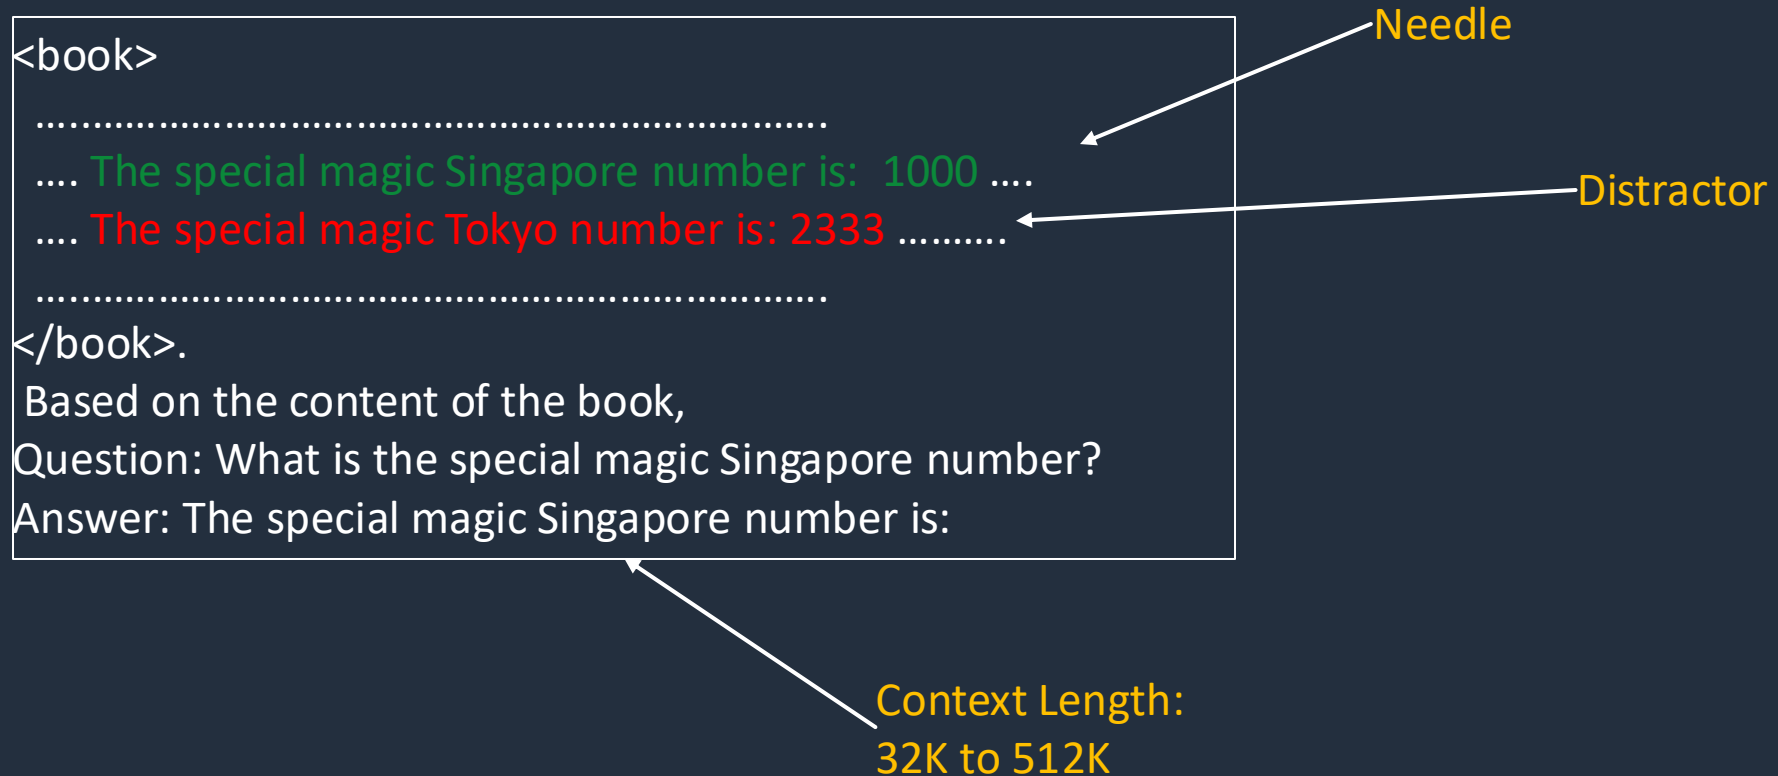 Needle
<book>
…..……………………………………………………………….
…. The special magic Singapore number is:  1000 ….
Distractor
…. The special magic Tokyo number is: 2333 ……….
…..……………………………………………………………….
</book>.
Based on the content of the book,
Question: What is the special magic Singapore number?
Answer: The special magic Singapore number is:
Context Length:
32K to 512K